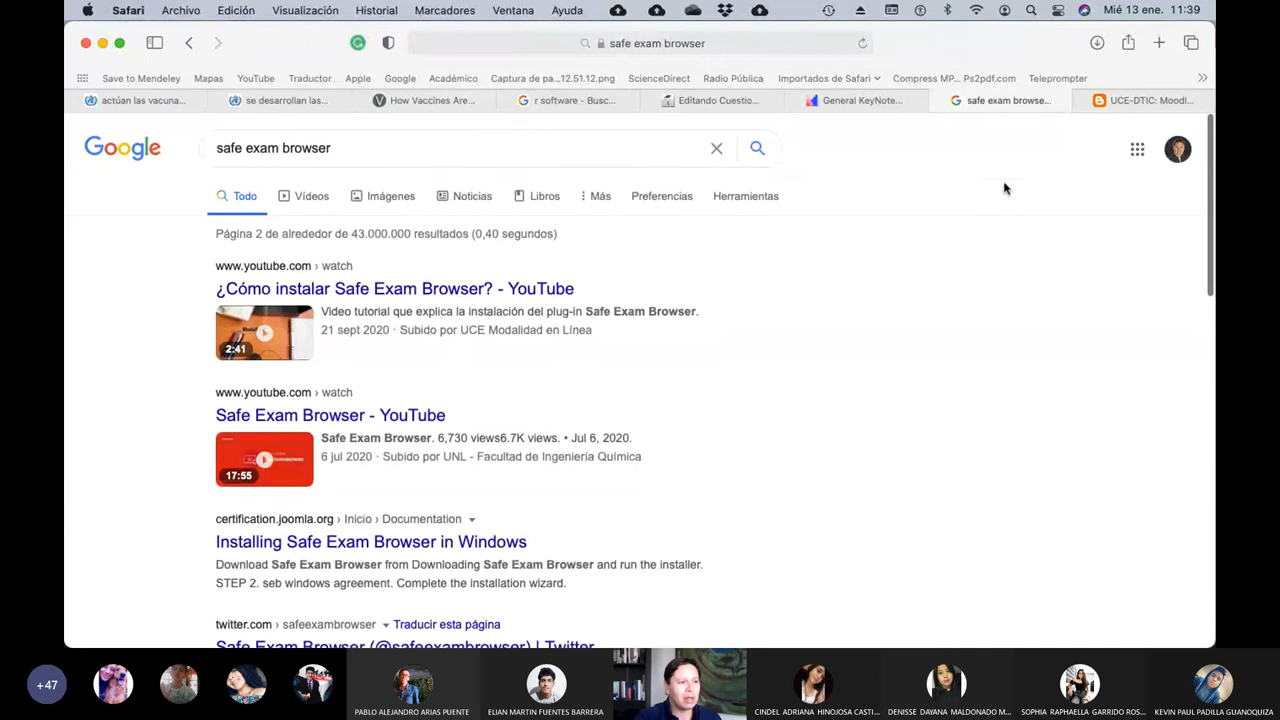 Safari Archivo Edición Visualización Historial Marcadores Ventana Ayuda Mié 13 ene. 11:39
safe exam browser
Save to Mendeley Mapas YouTube Traductor Apple Google Académico Captura de pa...12.51.12.png ScienceDirect Radio Pública Importados de Safari Compress MP... Ps2pdf.com Teleprompter
actúan las vacuna... se desarrollan las... How Vaccines Are... r software - Busc... Editando Cuestio... General KeyNote... safe exam browse... UCE-DTIC: Moodl...
Google safe exam browser
Todo Vídeos Imágenes Noticias Libros Más Preferencias Herramientas
Página 2 de alrededor de 43.000.000 resultados (0,40 segundos)
www.youtube.com › watch
¿Cómo instalar Safe Exam Browser? - YouTube
Video tutorial que explica la instalación del plug-in Safe Exam Browser.
21 sept 2020 · Subido por UCE Modalidad en Línea
2:41
www.youtube.com › watch
Safe Exam Browser - YouTube
Safe Exam Browser. 6,730 views6.7K views. • Jul 6, 2020.
6 jul 2020 · Subido por UNL - Facultad de Ingeniería Química
17:55
certification.joomla.org › Inicio › Documentation
Installing Safe Exam Browser in Windows
Download Safe Exam Browser from Downloading Safe Exam Browser and run the installer.
STEP 2. seb windows agreement. Complete the installation wizard.
twitter.com › safeexambrowser Traducir esta página
Safe Exam Browser (@safeexambrowser) | Twitter
+47
PABLO ALEJANDRO ARIAS PUENTE ELIAN MARTIN FUENTES BARRERA CINDEL ADRIANA HINOJOSA CASTI... DENISSE DAYANA MALDONADO M... SOPHIA RAPHAELLA GARRIDO ROS... KEVIN PAUL PADILLA GUANOQUIZA